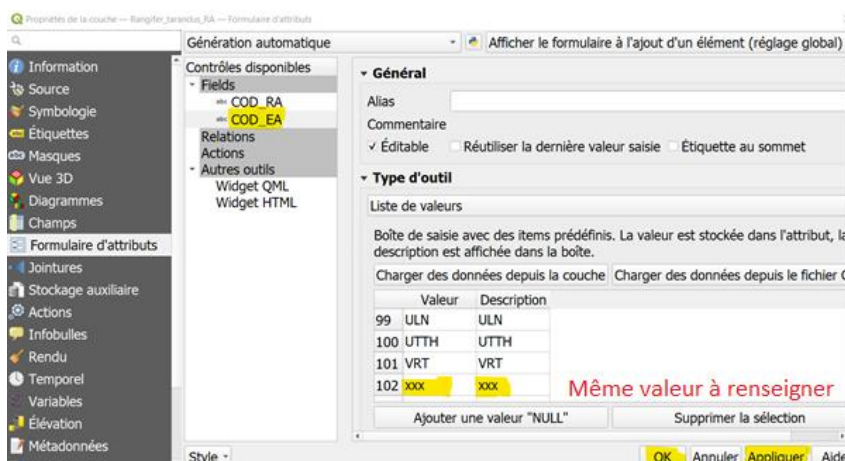 Propriétés de la couche — Rangifer_tarandus_RA — Formulaire d'attributs
Génération automatique
Afficher le formulaire à l'ajout d'un élément (réglage global)
Information
Source
Symbologie
Étiquettes
Masques
Vue 3D
Diagrammes
Champs
Formulaire d'attributs
Jointures
Stockage auxiliaire
Actions
Infobulles
Rendu
Temporel
Variables
Élévation
Métadonnées
Contrôles disponibles
Fields
abc COD_RA
abc COD_EA
Relations
Actions
Autres outils
Widget QML
Widget HTML
Style
Général
Alias
Commentaire
Éditable Réutiliser la dernière valeur saisie Étiquette au sommet
Type d'outil
Liste de valeurs
Boîte de saisie avec des items prédéfinis. La valeur est stockée dans l'attribut, la
description est affichée dans la boîte.
Charger des données depuis la couche Charger des données depuis le fichier C
Valeur Description
99 ULN ULN
100 UTTH UTTH
101 VRT VRT
102 xxx xxx
Même valeur à renseigner
Ajouter une valeur "NULL" Supprimer la sélection
OK Annuler Appliquer Aide